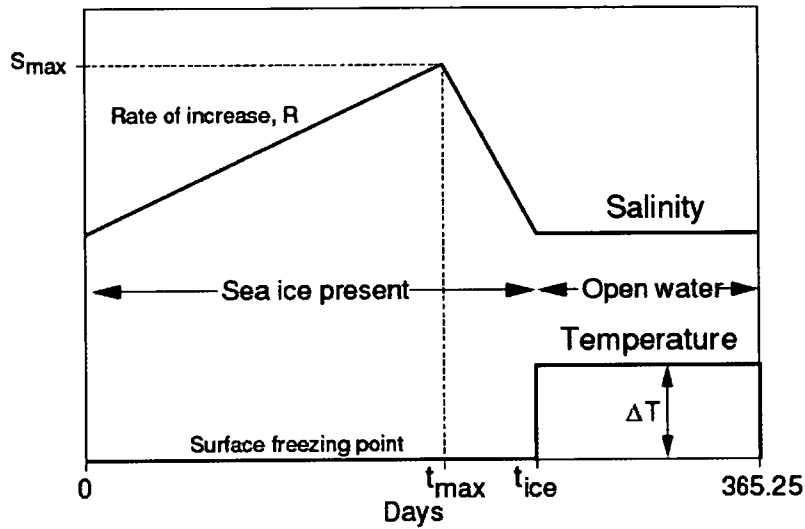 Smax
Rate of increase, R
Salinity
Sea ice present
Open water
Temperature
ΔT
Surface freezing point
0
tmax
tice
365.25
Days